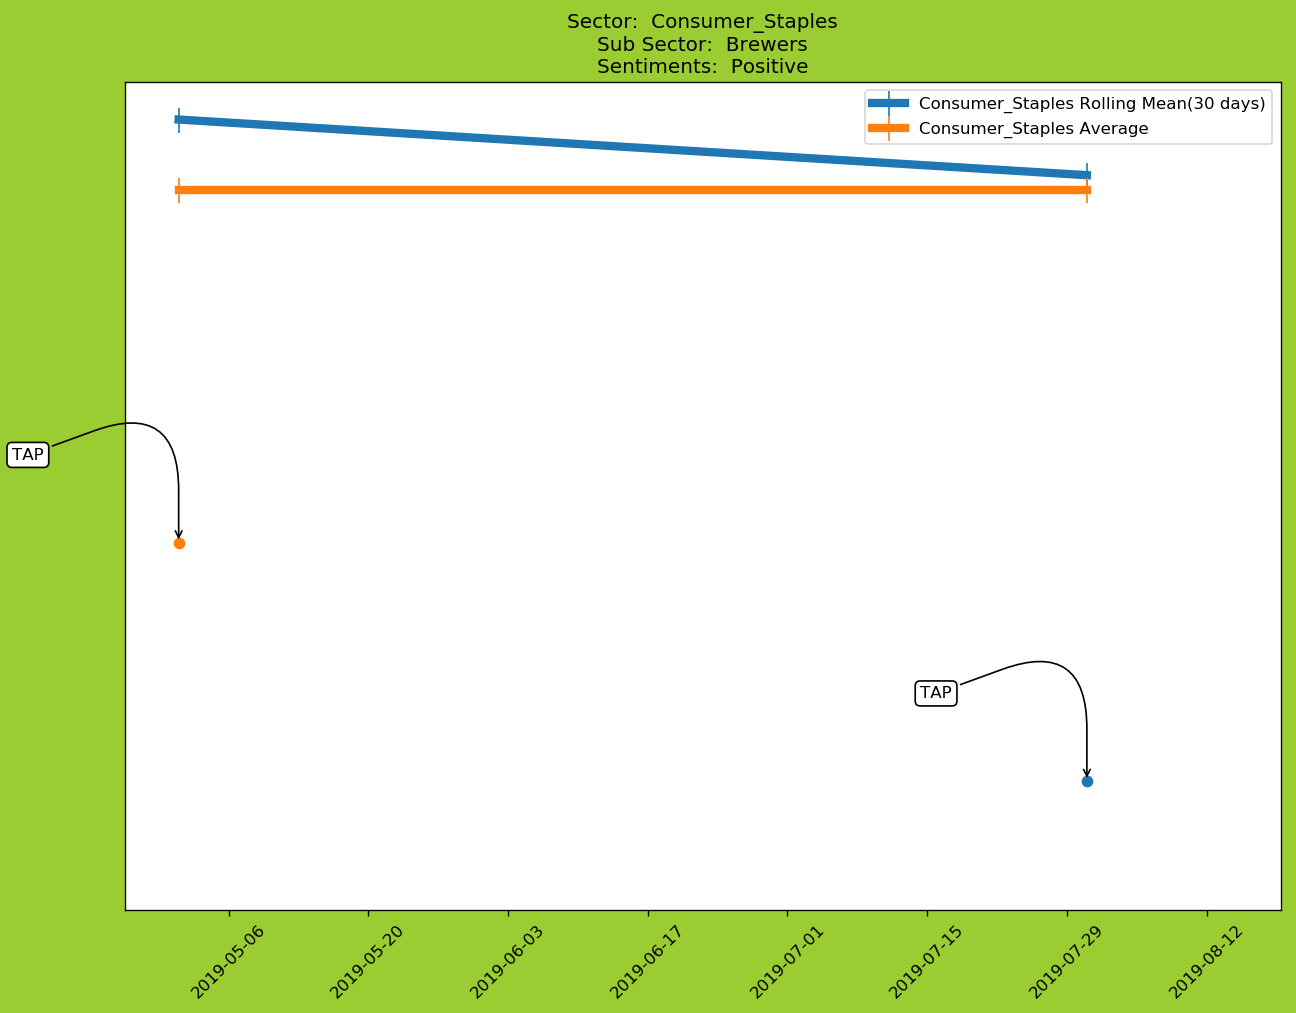 Sector:  Consumer_Staples
Sub Sector:  Brewers
Sentiments:  Positive
Consumer_Staples Rolling Mean(30 days)
Consumer_Staples Average
TAP
TAP
2019-05-06
2019-05-20
2019-06-03
2019-06-17
2019-07-01
2019-07-15
2019-07-29
2019-08-12